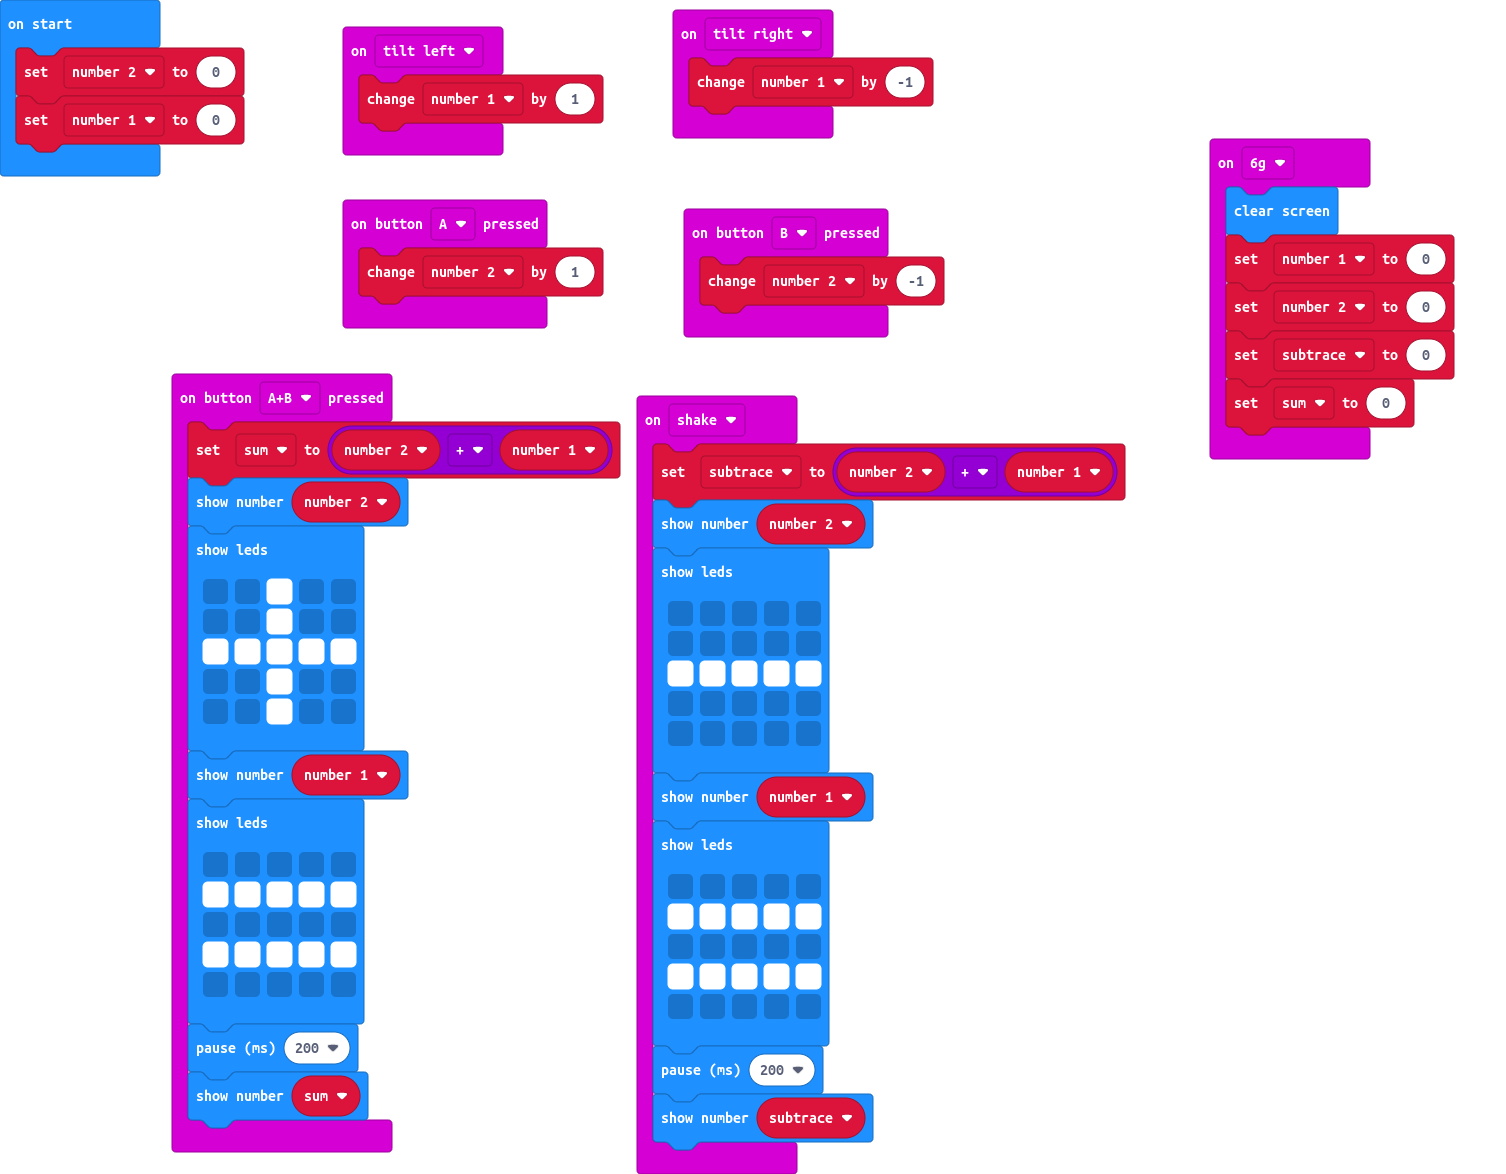 on start
set number 2 to 0
set number 1 to 0
on tilt left
change number 1 by 1
on tilt right
change number 1 by -1
on button A pressed
change number 2 by 1
on button B pressed
change number 2 by -1
on 6g
clear screen
set number 1 to 0
set number 2 to 0
set subtrace to 0
set sum to 0
on button A+B pressed
set sum to number 2 + number 1
show number number 2
show leds
show number number 1
show leds
pause (ms) 200
show number sum
on shake
set subtrace to number 2 + number 1
show number number 2
show leds
show number number 1
show leds
pause (ms) 200
show number subtrace